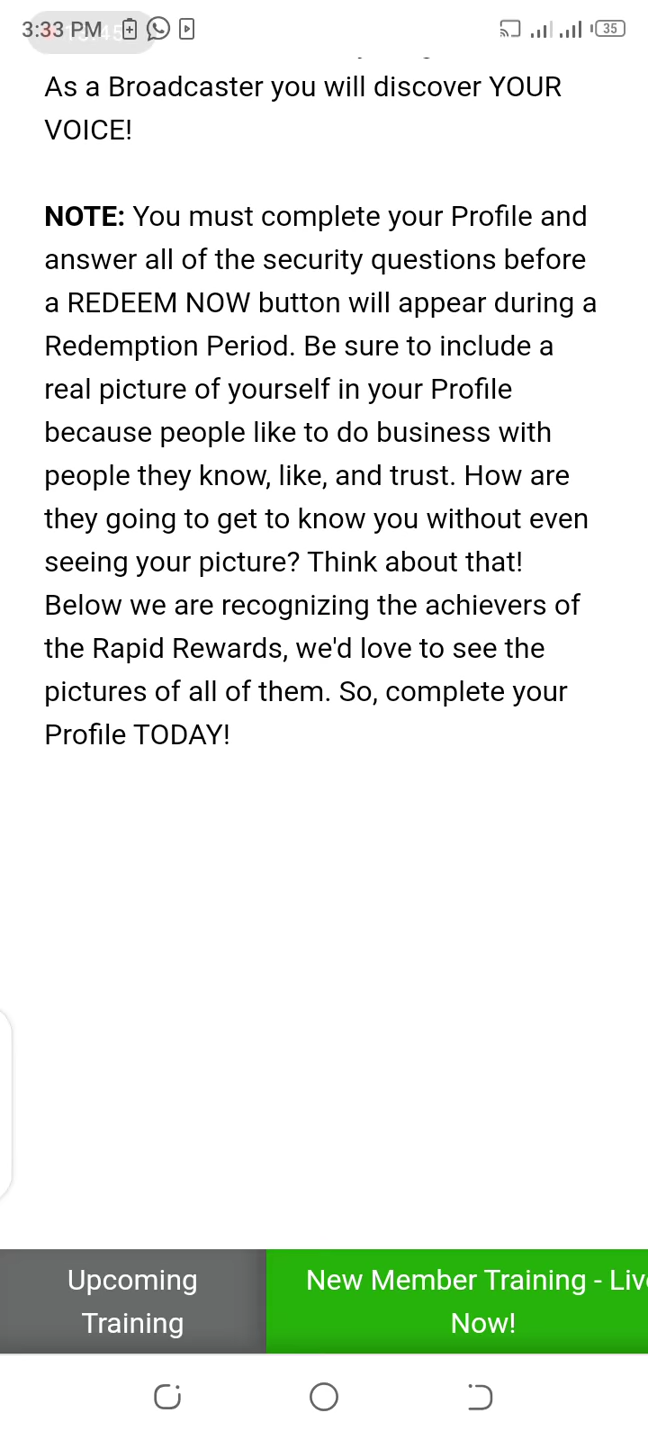 3:33 PM
35
As a Broadcaster you will discover YOUR
VOICE!
NOTE: You must complete your Profile and
answer all of the security questions before
a REDEEM NOW button will appear during a
Redemption Period. Be sure to include a
real picture of yourself in your Profile
because people like to do business with
people they know, like, and trust. How are
they going to get to know you without even
seeing your picture? Think about that!
Below we are recognizing the achievers of
the Rapid Rewards, we'd love to see the
pictures of all of them. So, complete your
Profile TODAY!
Upcoming
Training
New Member Training - Liv
Now!